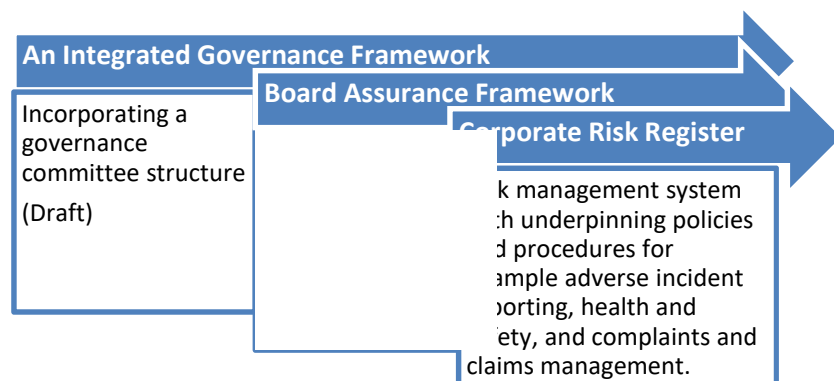 An Integrated Governance Framework
Board Assurance Framework
Corporate Risk Register
Incorporating a
governance
committee structure
(Draft)
k management system
th underpinning policies
d procedures for
ample adverse incident
porting, health and
fety, and complaints and
claims management.